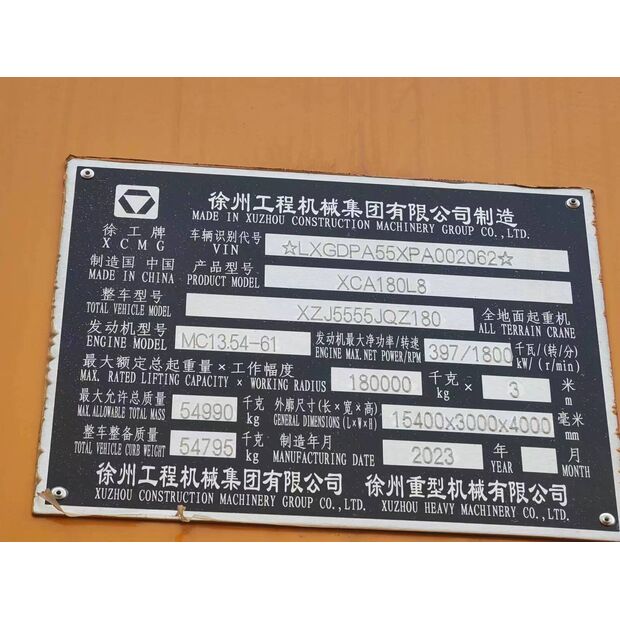 徐州工程机械集团有限公司制造
MADE IN XUZHOU CONSTRUCTION MACHINERY GROUP CO.,LTD.
徐工牌
XCMG
车辆识别代号
VIN
☆LXGDPA55XPA002062☆
制造国 中国
MADE IN CHINA
产品型号
PRODUCT MODEL
XCA180L8
整车型号
TOTAL VEHICLE MODEL
XZJ5555JQZ180
全地面起重机
ALL TERRAIN CRANE
发动机型号
ENGINE MODEL
MC13.54-61
发动机最大净功率/转速
ENGINE MAX.NET POWER/RPM
397/1800
千瓦/(转/分)
kW/(r/min)
最大额定总起重量×工作幅度
MAX. RATED LIFTING CAPACITY × WORKING RADIUS
180000
千克
kg
×
3
米
m
最大允许总质量
MAX. ALLOWABLE TOTAL MASS
54990
千克
kg
外廓尺寸(长×宽×高)
GENERAL DIMENSIONS (L×W×H)
15400x3000x4000
毫米
mm
整车整备质量
TOTAL VEHICLE CURB WEIGHT
54795
千克
kg
制造年月
MANUFACTURING DATE
2023
年
YEAR
月
MONTH
徐州工程机械集团有限公司
XUZHOU CONSTRUCTION MACHINERY GROUP CO.,LTD.
徐州重型机械有限公司
XUZHOU HEAVY MACHINERY CO.,LTD.